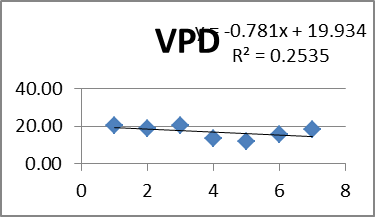 VPD
y = -0.781x + 19.934
R² = 0.2535
40.00
20.00
0.00
0 2 4 6 8